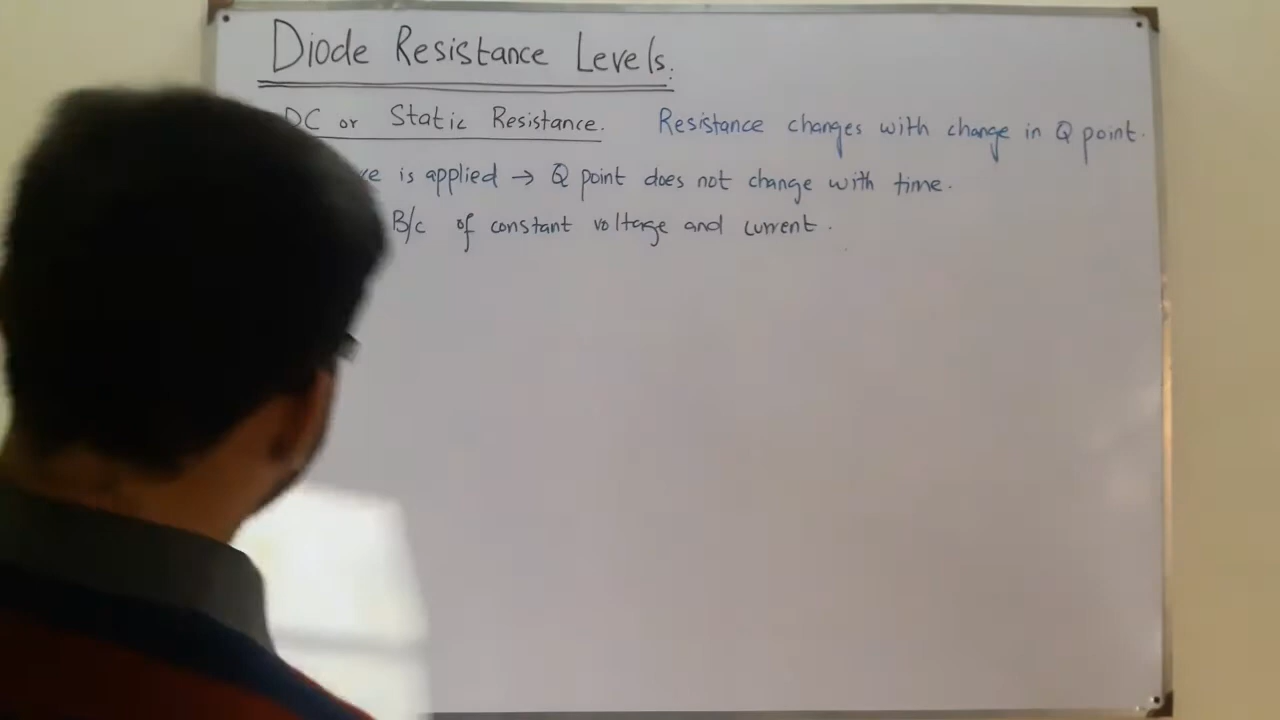 Diode Resistance Levels.
DC or Static Resistance. Resistance changes with change in Q point.
is applied → Q point does not change with time.
B/c of constant voltage and current.